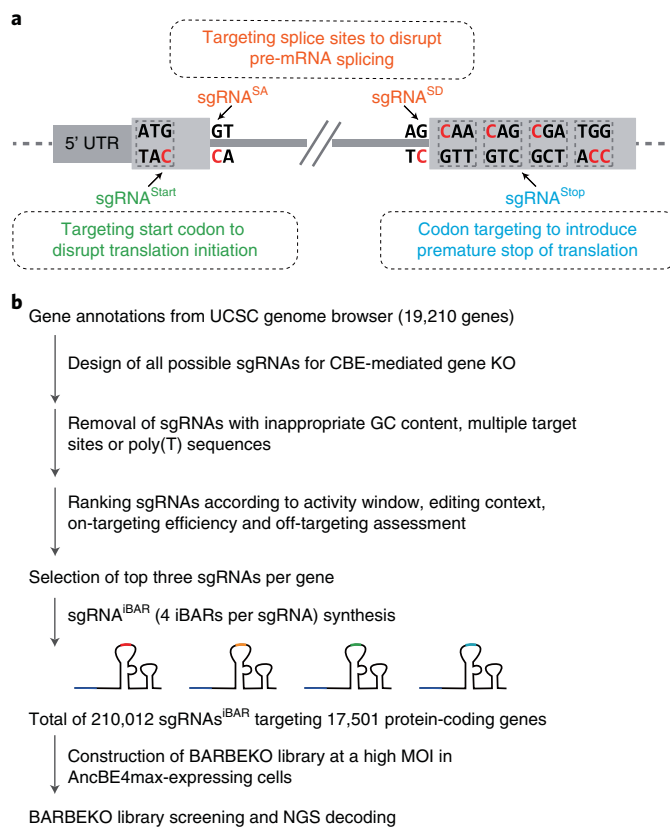 a
Targeting splice sites to disrupt
pre-mRNA splicing
sgRNA^SA sgRNA^SD
5' UTR ATG GT AG CAA CAG CGA TGG
TAC CA TC GTT GTC GCT ACC
sgRNA^Start sgRNA^Stop
Targeting start codon to
disrupt translation initiation
Codon targeting to introduce
premature stop of translation
b
Gene annotations from UCSC genome browser (19,210 genes)
Design of all possible sgRNAs for CBE-mediated gene KO
Removal of sgRNAs with inappropriate GC content, multiple target
sites or poly(T) sequences
Ranking sgRNAs according to activity window, editing context,
on-targeting efficiency and off-targeting assessment
Selection of top three sgRNAs per gene
sgRNA^iBAR (4 iBARs per sgRNA) synthesis
Total of 210,012 sgRNAs^iBAR targeting 17,501 protein-coding genes
Construction of BARBEKO library at a high MOI in
AncBE4max-expressing cells
BARBEKO library screening and NGS decoding